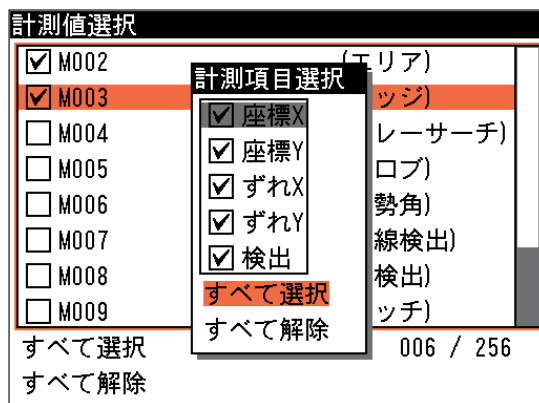 計測値選択
M002 (エリア)
M003 ッジ)
M004 レーサーチ)
M005 ロブ)
M006 勢角)
M007 線検出)
M008 検出)
M009 ッチ)
すべて選択 006 / 256
すべて解除
計測項目選択
座標X
座標Y
ずれX
ずれY
検出
すべて選択
すべて解除